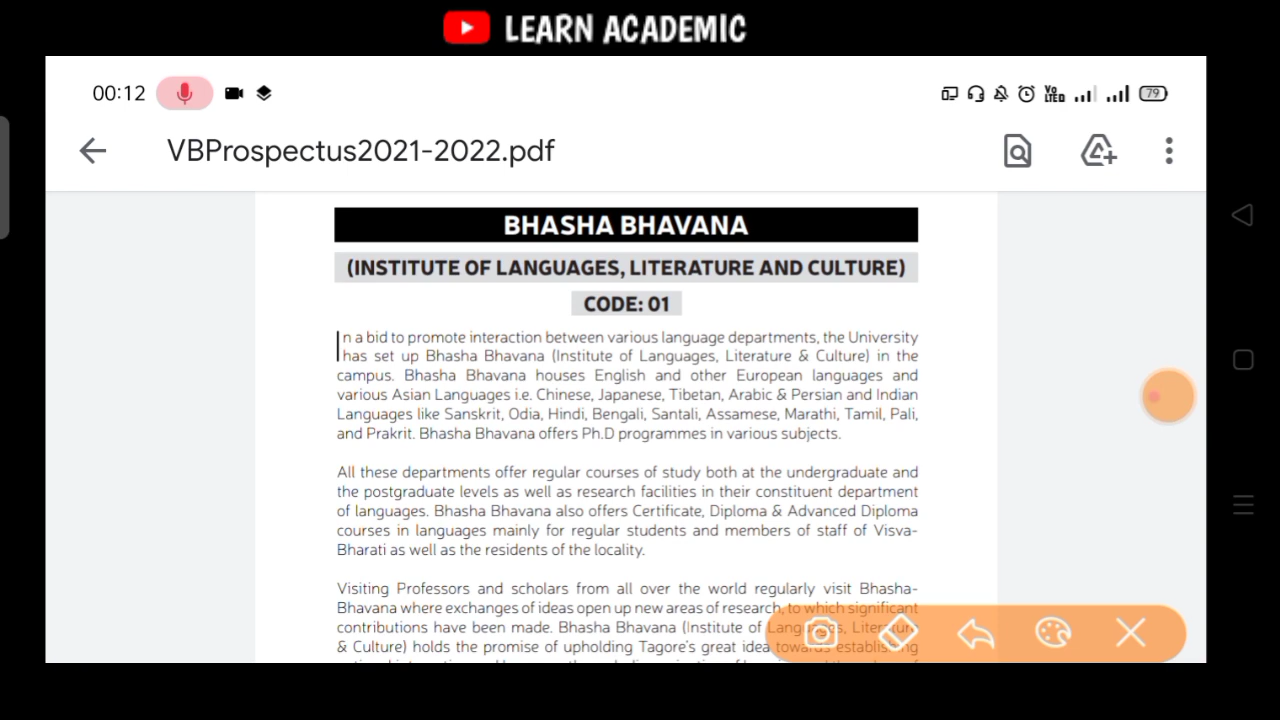 LEARN ACADEMIC
00:12
Vo
LTED
79
VBProspectus2021-2022.pdf
BHASHA BHAVANA
(INSTITUTE OF LANGUAGES, LITERATURE AND CULTURE)
CODE: 01
In a bid to promote interaction between various language departments, the University
has set up Bhasha Bhavana (Institute of Languages, Literature & Culture) in the
campus. Bhasha Bhavana houses English and other European languages and
various Asian Languages i.e. Chinese, Japanese, Tibetan, Arabic & Persian and Indian
Languages like Sanskrit, Odia, Hindi, Bengali, Santali, Assamese, Marathi, Tamil, Pali,
and Prakrit. Bhasha Bhavana offers Ph.D programmes in various subjects.
All these departments offer regular courses of study both at the undergraduate and
the postgraduate levels as well as research facilities in their constituent department
of languages. Bhasha Bhavana also offers Certificate, Diploma & Advanced Diploma
courses in languages mainly for regular students and members of staff of Visva-
Bharati as well as the residents of the locality.
Visiting Professors and scholars from all over the world regularly visit Bhasha-
Bhavana where exchanges of ideas open up new areas of research, to which significant
contributions have been made. Bhasha Bhavana (Institute of Languages, Literature
& Culture) holds the promise of upholding Tagore's great idea towards establishing